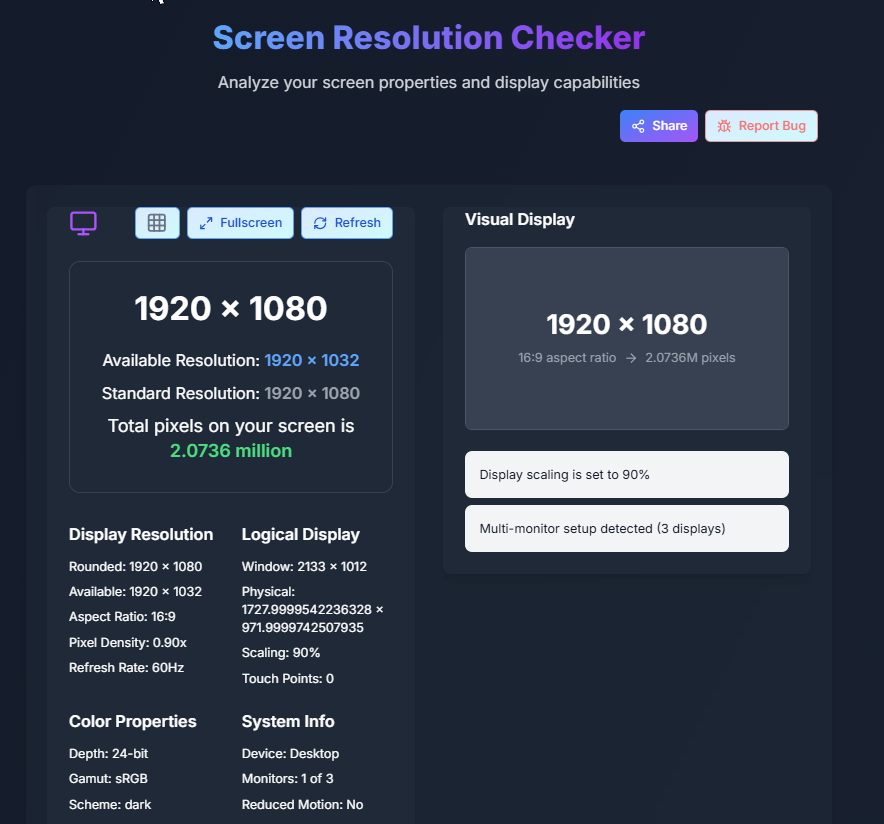 Screen Resolution Checker
Analyze your screen properties and display capabilities
Share
Report Bug
Fullscreen
Refresh
1920 × 1080
Available Resolution: 1920 × 1032
Standard Resolution: 1920 × 1080
Total pixels on your screen is
2.0736 million
Display Resolution
Rounded: 1920 × 1080
Available: 1920 × 1032
Aspect Ratio: 16:9
Pixel Density: 0.90x
Refresh Rate: 60Hz
Logical Display
Window: 2133 × 1012
Physical:
1727.9999542236328 ×
971.9999742507935
Scaling: 90%
Touch Points: 0
Color Properties
Depth: 24-bit
Gamut: sRGB
Scheme: dark
System Info
Device: Desktop
Monitors: 1 of 3
Reduced Motion: No
Visual Display
1920 × 1080
16:9 aspect ratio → 2.0736M pixels
Display scaling is set to 90%
Multi-monitor setup detected (3 displays)